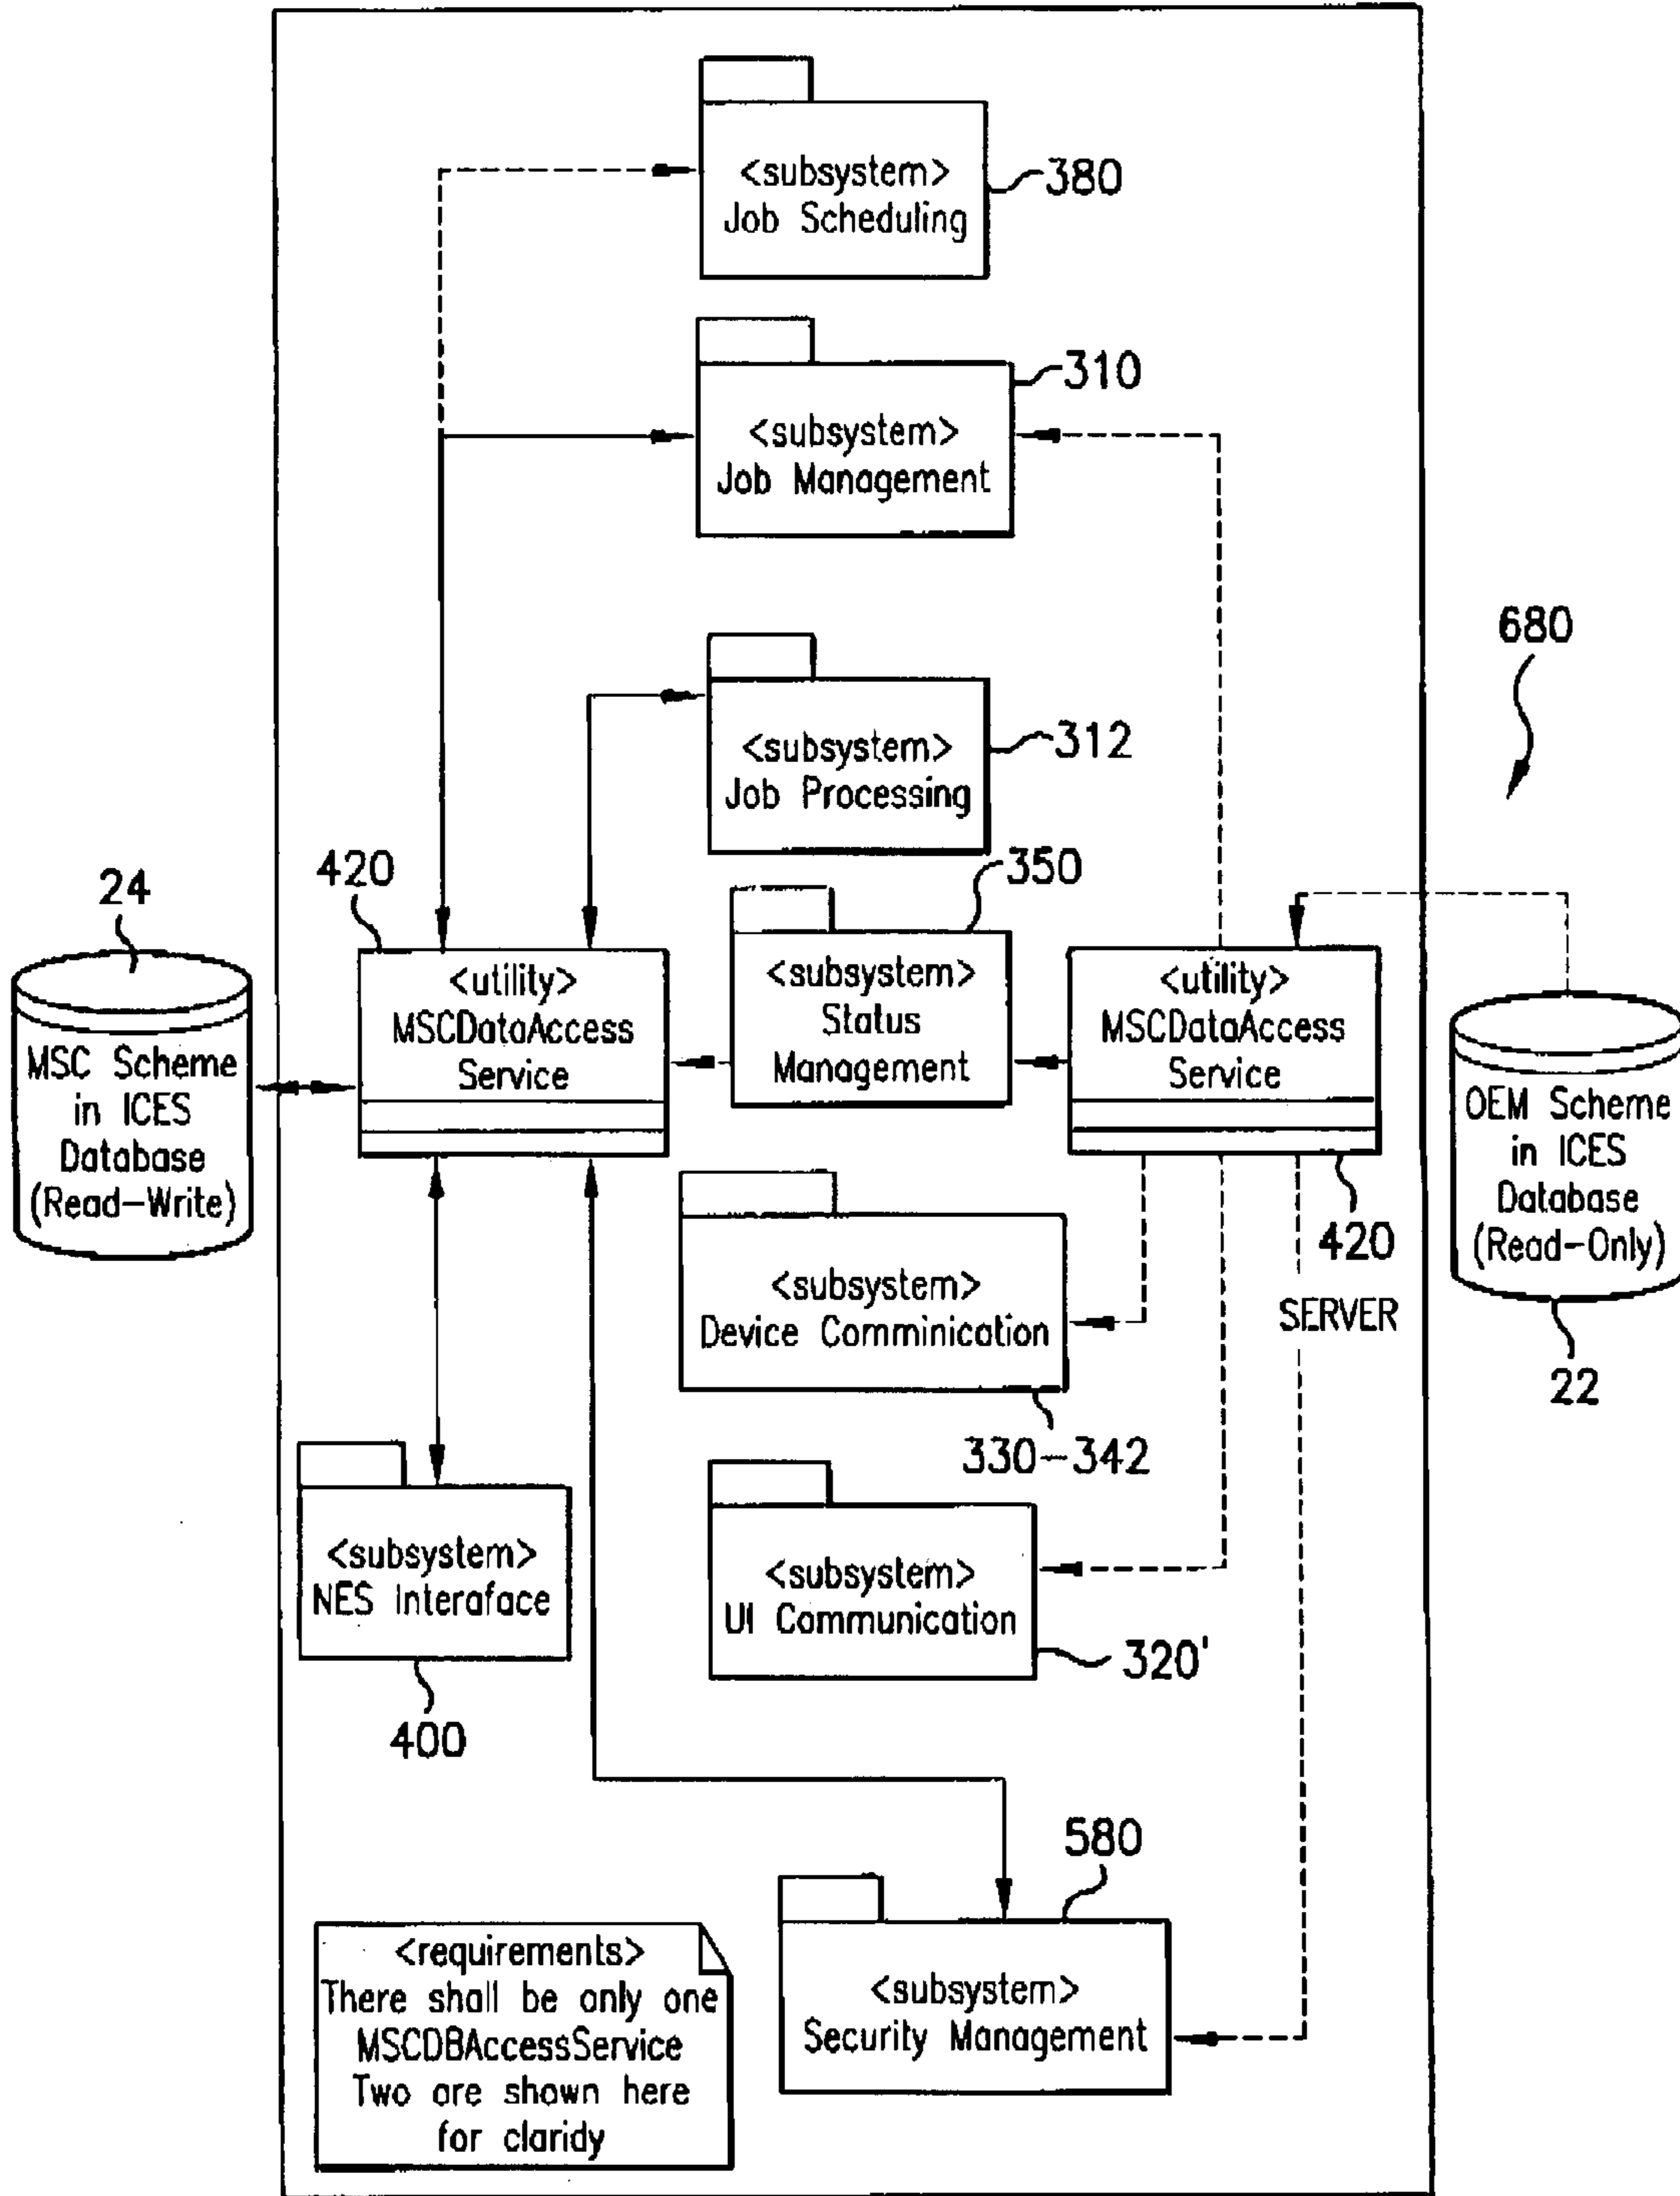 <subsystem>
Job Scheduling
380
<subsystem>
Job Management
310
<subsystem>
Job Processing
312
680
24
MSC Scheme
in ICES
Database
(Read-Write)
420
<utility>
MSCDataAccess
Service
350
<subsystem>
Status
Management
<utility>
MSCDataAccess
Service
420
SERVER
OEM Scheme
in ICES
Database
(Read-Only)
22
<subsystem>
Device Comminication
330-342
<subsystem>
NES Interaface
400
<subsystem>
UI Communication
320'
580
<subsystem>
Security Management
<requirements>
There shall be only one
MSCDBAccessService
Two are shown here
for claridy